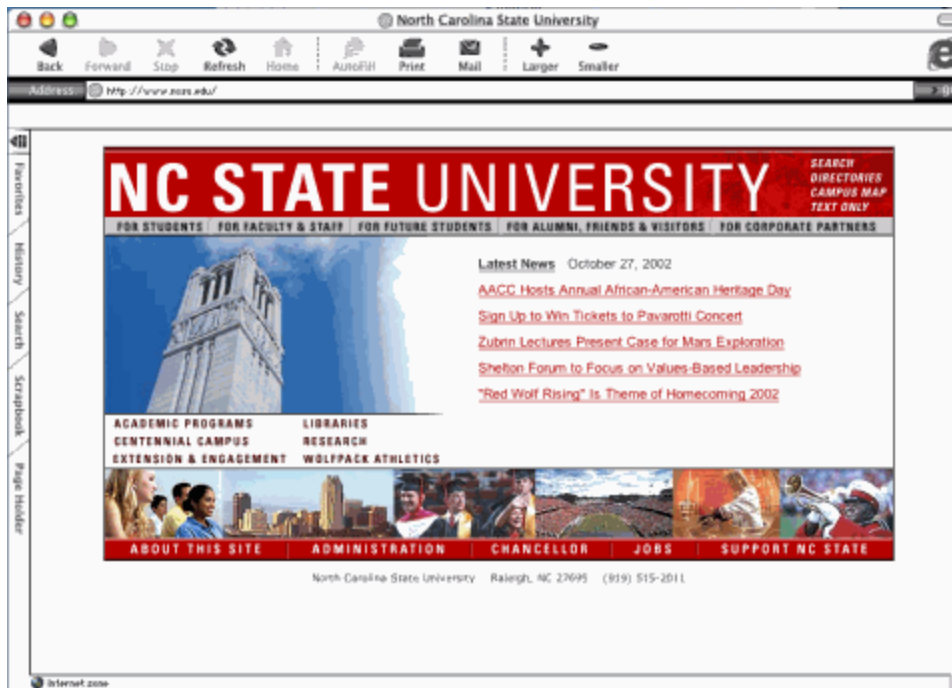 North Carolina State University
Back Forward Stop Refresh Home AutoFill Print Mail Larger Smaller
Address http://www.ncsu.edu/
Favorites
History
Search
Scrapbook
Page Holder
NC STATE UNIVERSITY
SEARCH
DIRECTORIES
CAMPUS MAP
TEXT ONLY
FOR STUDENTS FOR FACULTY & STAFF FOR FUTURE STUDENTS FOR ALUMNI, FRIENDS & VISITORS FOR CORPORATE PARTNERS
Latest News October 27, 2002
AACC Hosts Annual African-American Heritage Day
Sign Up to Win Tickets to Pavarotti Concert
Zubrin Lectures Present Case for Mars Exploration
Shelton Forum to Focus on Values-Based Leadership
"Red Wolf Rising" Is Theme of Homecoming 2002
ACADEMIC PROGRAMS LIBRARIES
CENTENNIAL CAMPUS RESEARCH
EXTENSION & ENGAGEMENT WOLFPACK ATHLETICS
ABOUT THIS SITE ADMINISTRATION CHANCELLOR JOBS SUPPORT NC STATE
North Carolina State University Raleigh, NC 27695 (919) 515-2011
Internet zone